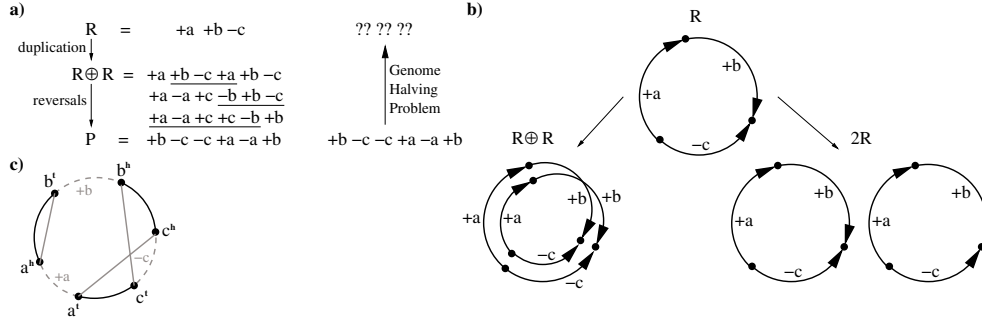 a)
R = +a +b −c
duplication
R⊕R = +a +b −c +a +b −c
reversals
+a −a +c −b +b −c
+a −a +c +c −b +b
P = +b −c −c +a −a +b
?? ?? ??
Genome
Halving
Problem
+b −c −c +a −a +b
b)
R
+b
+a
−c
R⊕R
2R
+a
+a
+b
+b
−c
−c
+a
+b
−c
+a
+b
−c
c)
bᵗ
+b
bʰ
cʰ
−c
aʰ
+a
aᵗ
cᵗ